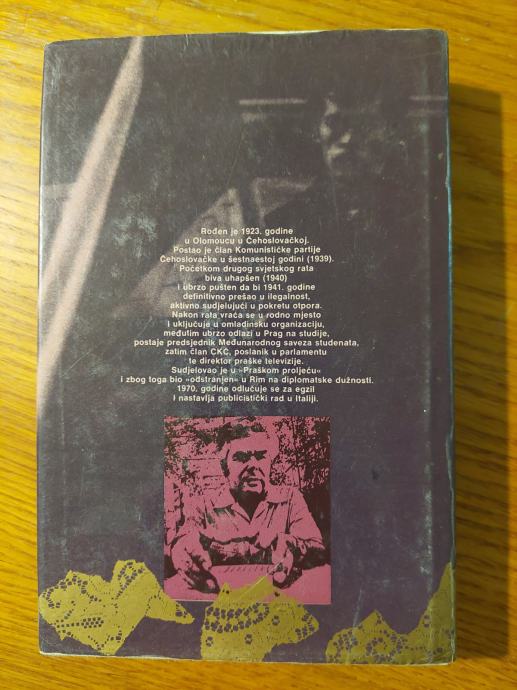 Rođen je 1923. godine
u Olomoucu u Čehoslovačkoj.
Postao je član Komunističke partije
Čehoslovačke u šestnaestoj godini (1939).
Početkom drugog svjetskog rata
biva uhapšen (1940)
i ubrzo pušten da bi 1941. godine
definitivno prešao u ilegalnost,
aktivno sudjelujući u pokretu otpora.
Nakon rata vraća se u rodno mjesto
i uključuje u omladinsku organizaciju,
međutim ubrzo odlazi u Prag na studije,
postaje predsjednik Međunarodnog saveza studenata,
zatim član CKČ, poslanik u parlamentu
te direktor praške televizije.
Sudjelovao je u »Praškom proljeću«
i zbog toga bio »odstranjen« u Rim na diplomatske dužnosti.
1970. godine odlučuje se za egzil
i nastavlja publicistički rad u Italiji.